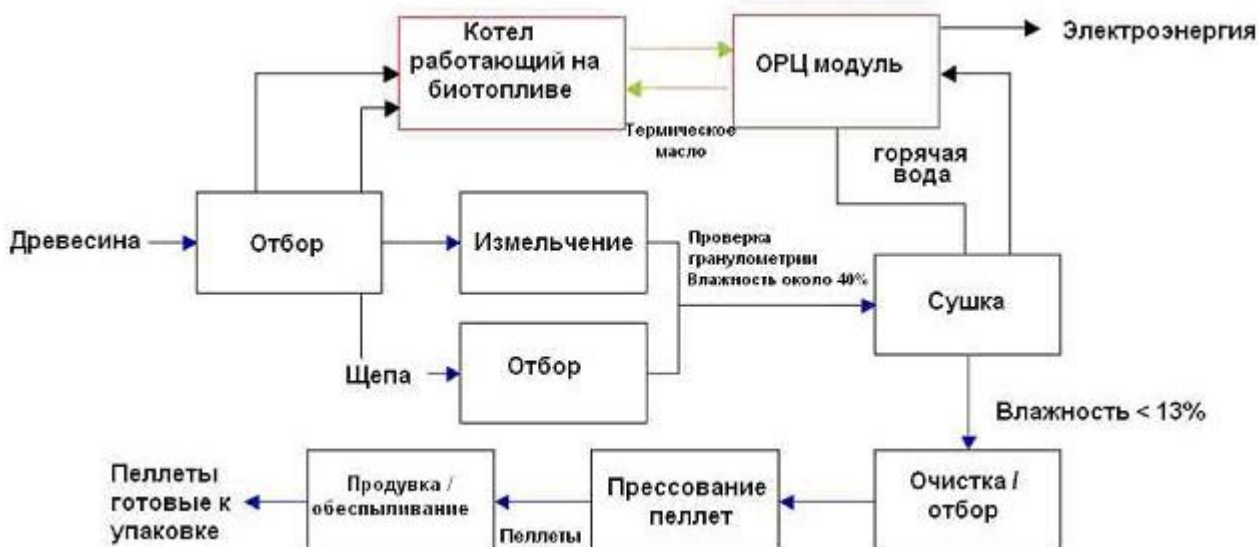 Котел
работающий на
биотопливе
ОРЦ модуль
Электроэнергия
Термическое
масло
горячая
вода
Древесина
Отбор
Измельчение
Проверка
гранулометрии
Влажность около 40%
Сушка
Щепа
Отбор
Влажность < 13%
Пеллеты
готовые к
упаковке
Продувка /
обеспыливание
Пеллеты
Прессование
пеллет
Очистка /
отбор